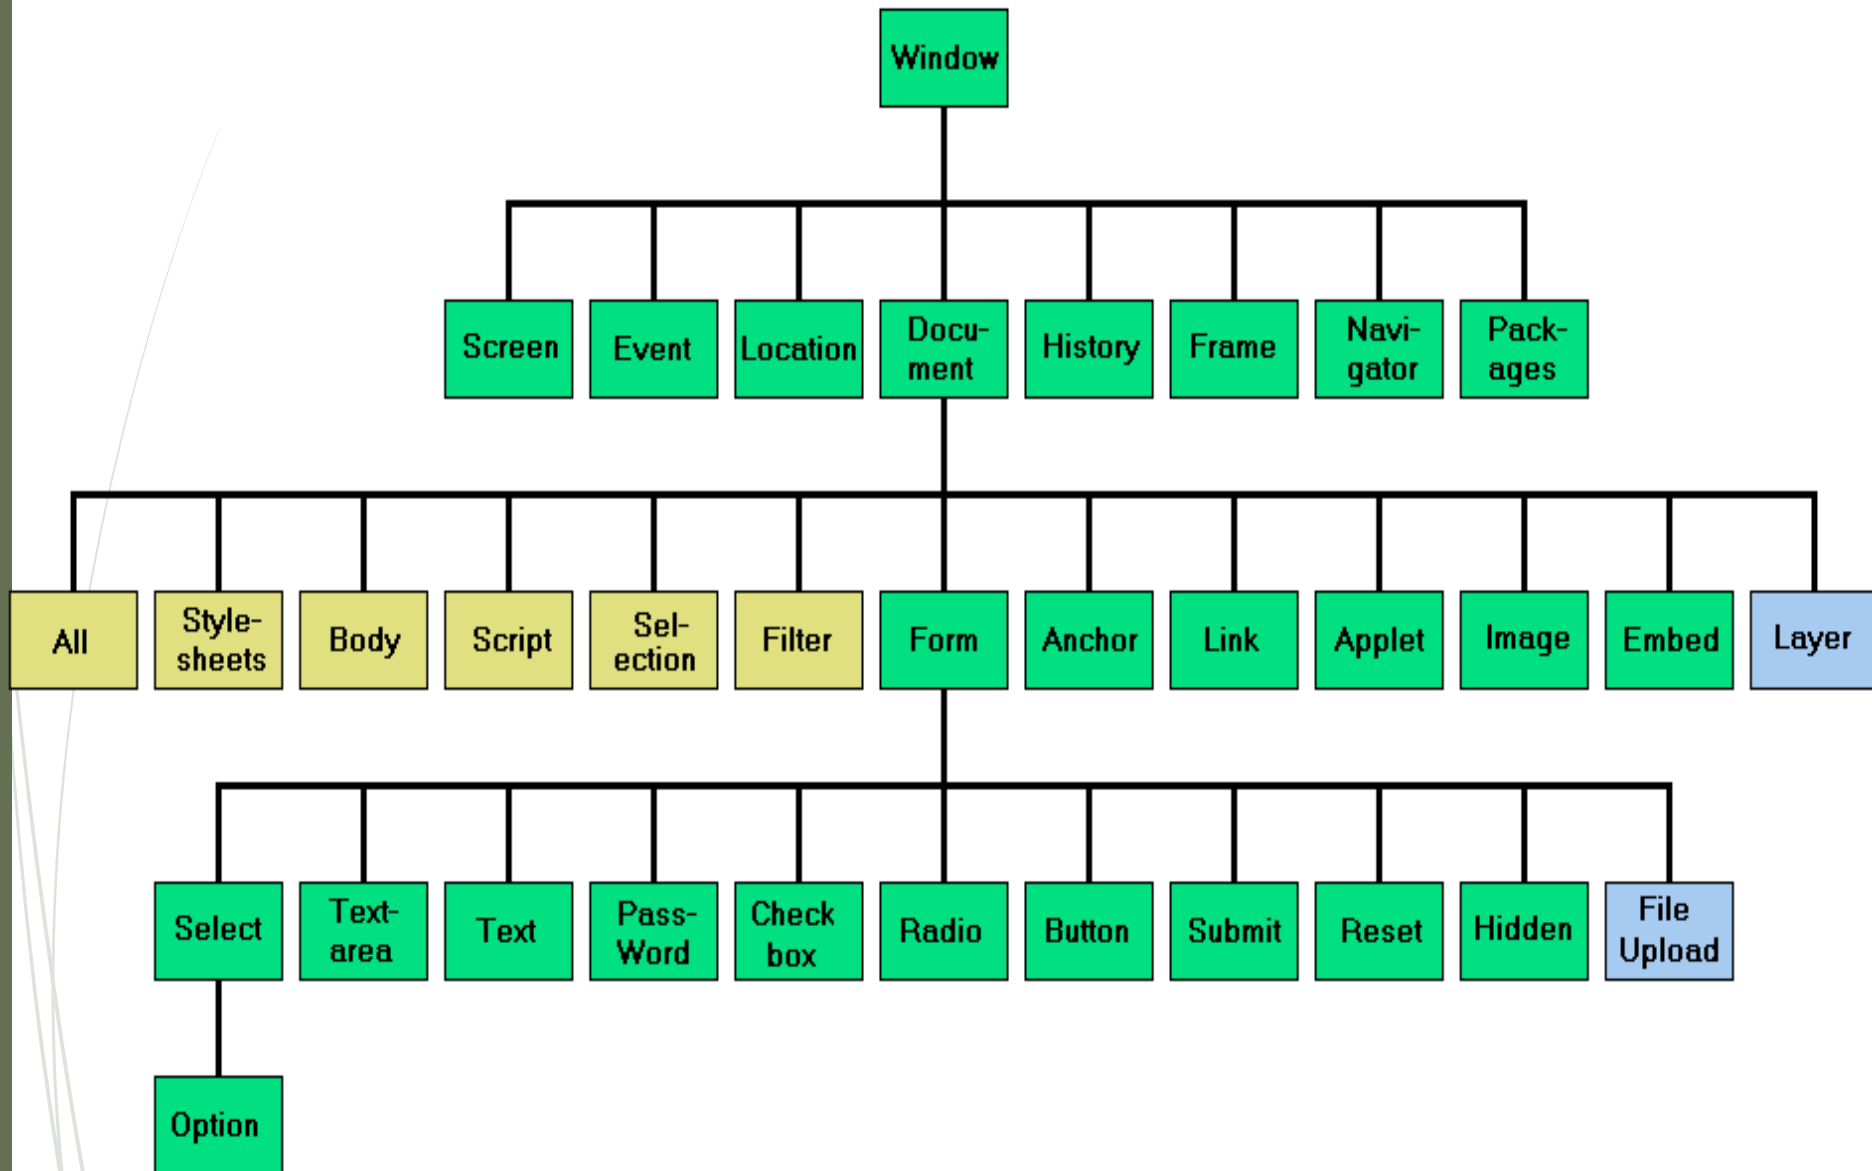 Window
Screen
Event
Location
Docu-
ment
History
Frame
Navi-
gator
Pack-
ages
All
Style-
sheets
Body
Script
Sel-
ection
Filter
Form
Anchor
Link
Applet
Image
Embed
Layer
Select
Text-
area
Text
Pass-
Word
Check
box
Radio
Button
Submit
Reset
Hidden
File
Upload
Option